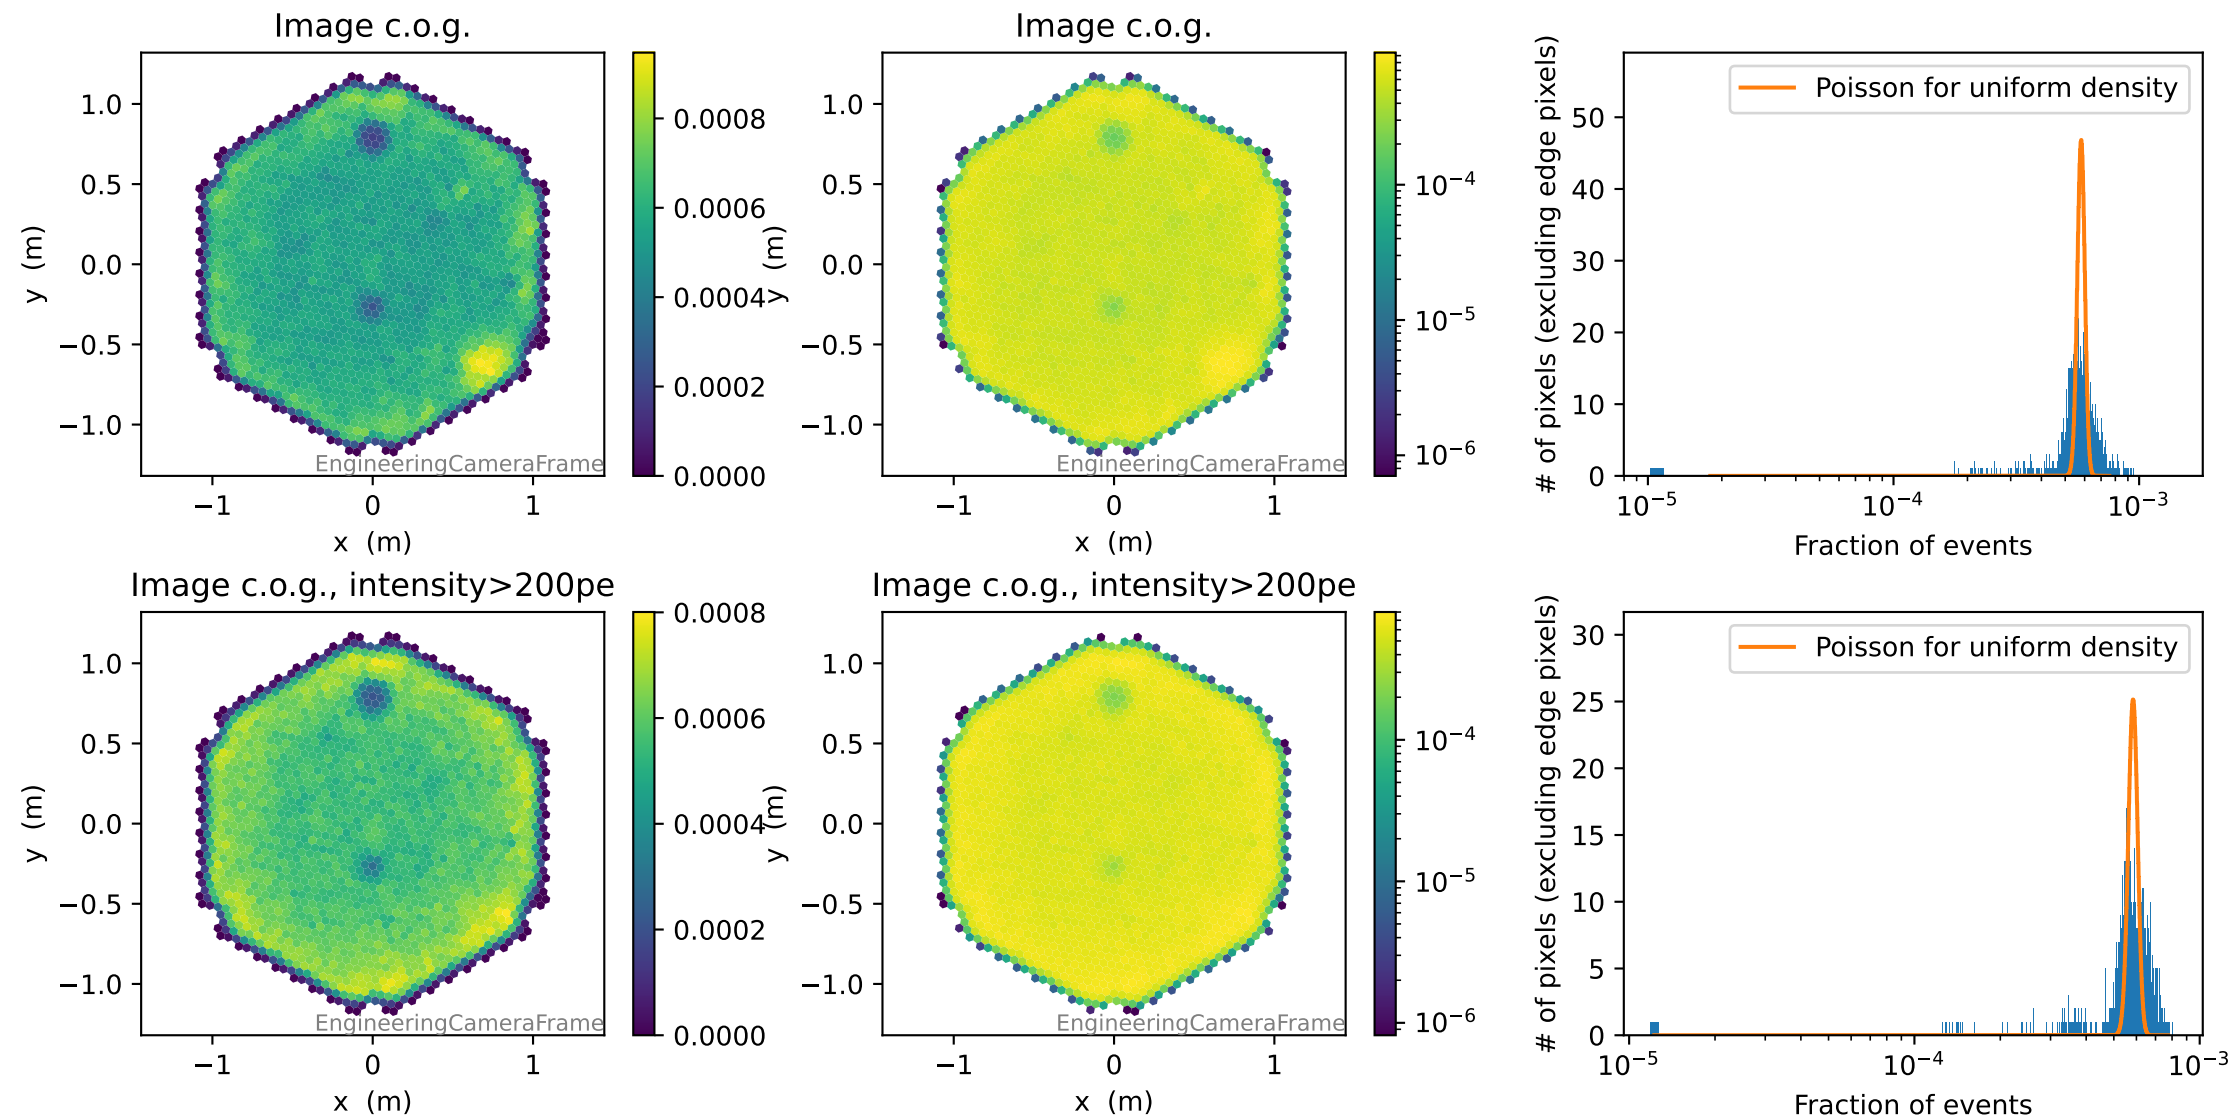 Image c.o.g.
1.0
0.5
0.0
−0.5
−1.0
y (m)
−1 0 1
x (m)
EngineeringCameraFrame
0.0008
0.0006
0.0004
0.0002
0.0000
Image c.o.g.
1.0
0.5
0.0
−0.5
−1.0
y (m)
−1 0 1
x (m)
EngineeringCameraFrame
10−4
10−5
10−6
Poisson for uniform density
50
40
30
20
10
0
# of pixels (excluding edge pixels)
10−5 10−4 10−3
Fraction of events
Image c.o.g., intensity>200pe
1.0
0.5
0.0
−0.5
−1.0
y (m)
−1 0 1
x (m)
EngineeringCameraFrame
0.0008
0.0006
0.0004
0.0002
0.0000
Image c.o.g., intensity>200pe
1.0
0.5
0.0
−0.5
−1.0
y (m)
−1 0 1
x (m)
EngineeringCameraFrame
10−4
10−5
10−6
Poisson for uniform density
30
25
20
15
10
5
0
# of pixels (excluding edge pixels)
10−5 10−4 10−3
Fraction of events